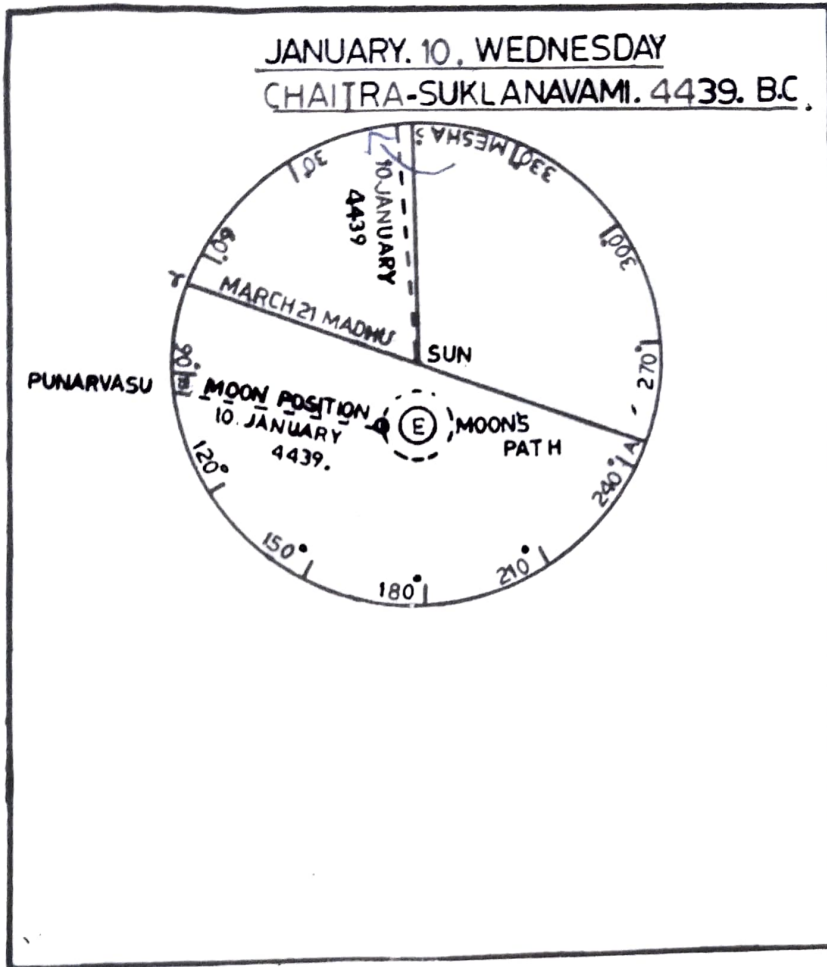 JANUARY. 10. WEDNESDAY
CHAITRA-SUKLANAVAMI. 4439. B.C.
MESHA
330°
30°
10. JANUARY
4439
300°
60°
γ
MARCH 21 MADHU
SUN
270°
90°
PUNARVASU
MOON POSITION
10. JANUARY
4439.
E
MOON'S
PATH
A
240°
120°
150°
210°
180°